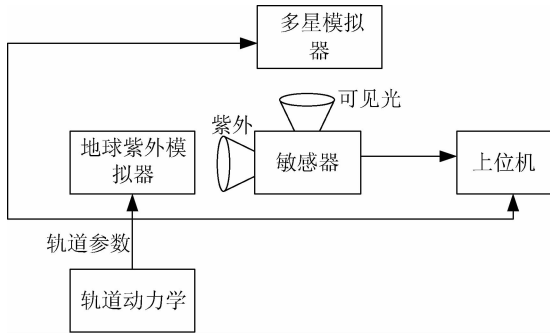 多星模拟
器
可见光
紫外
地球紫外模
拟器
敏感器
上位机
轨道参数
轨道动力学